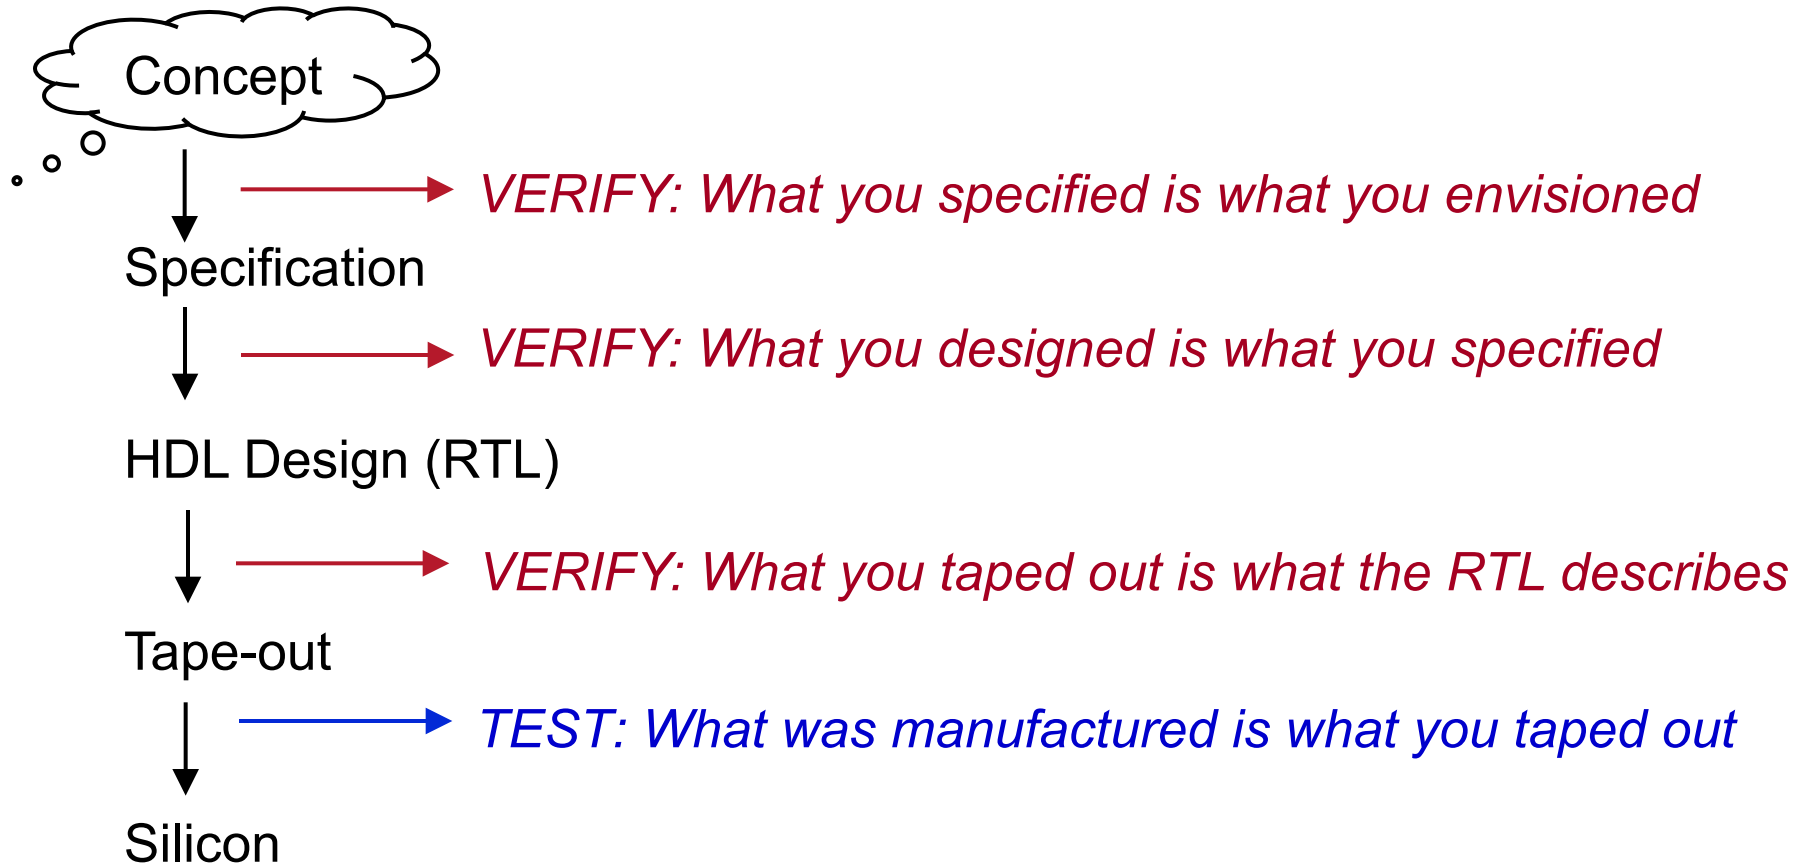 Concept
VERIFY: What you specified is what you envisioned
Specification
VERIFY: What you designed is what you specified
HDL Design (RTL)
VERIFY: What you taped out is what the RTL describes
Tape-out
TEST: What was manufactured is what you taped out
Silicon